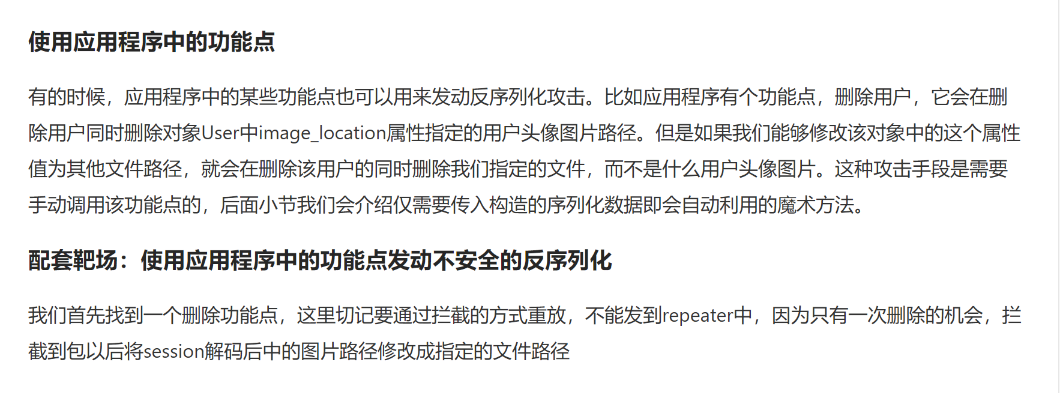 使用应用程序中的功能点
有的时候，应用程序中的某些功能点也可以用来发动反序列化攻击。比如应用程序有个功能点，删除用户，它会在删
除用户同时删除对象User中image_location属性指定的用户头像图片路径。但是如果我们能够修改该对象中的这个属性
值为其他文件路径，就会在删除该用户的同时删除我们指定的文件，而不是什么用户头像图片。这种攻击手段是需要
手动调用该功能点的，后面小节我们会介绍仅需要传入构造的序列化数据即会自动利用的魔术方法。
配套靶场：使用应用程序中的功能点发动不安全的反序列化
我们首先找到一个删除功能点，这里切记要通过拦截的方式重放，不能发到repeater中，因为只有一次删除的机会，拦
截到包以后将session解码后中的图片路径修改成指定的文件路径